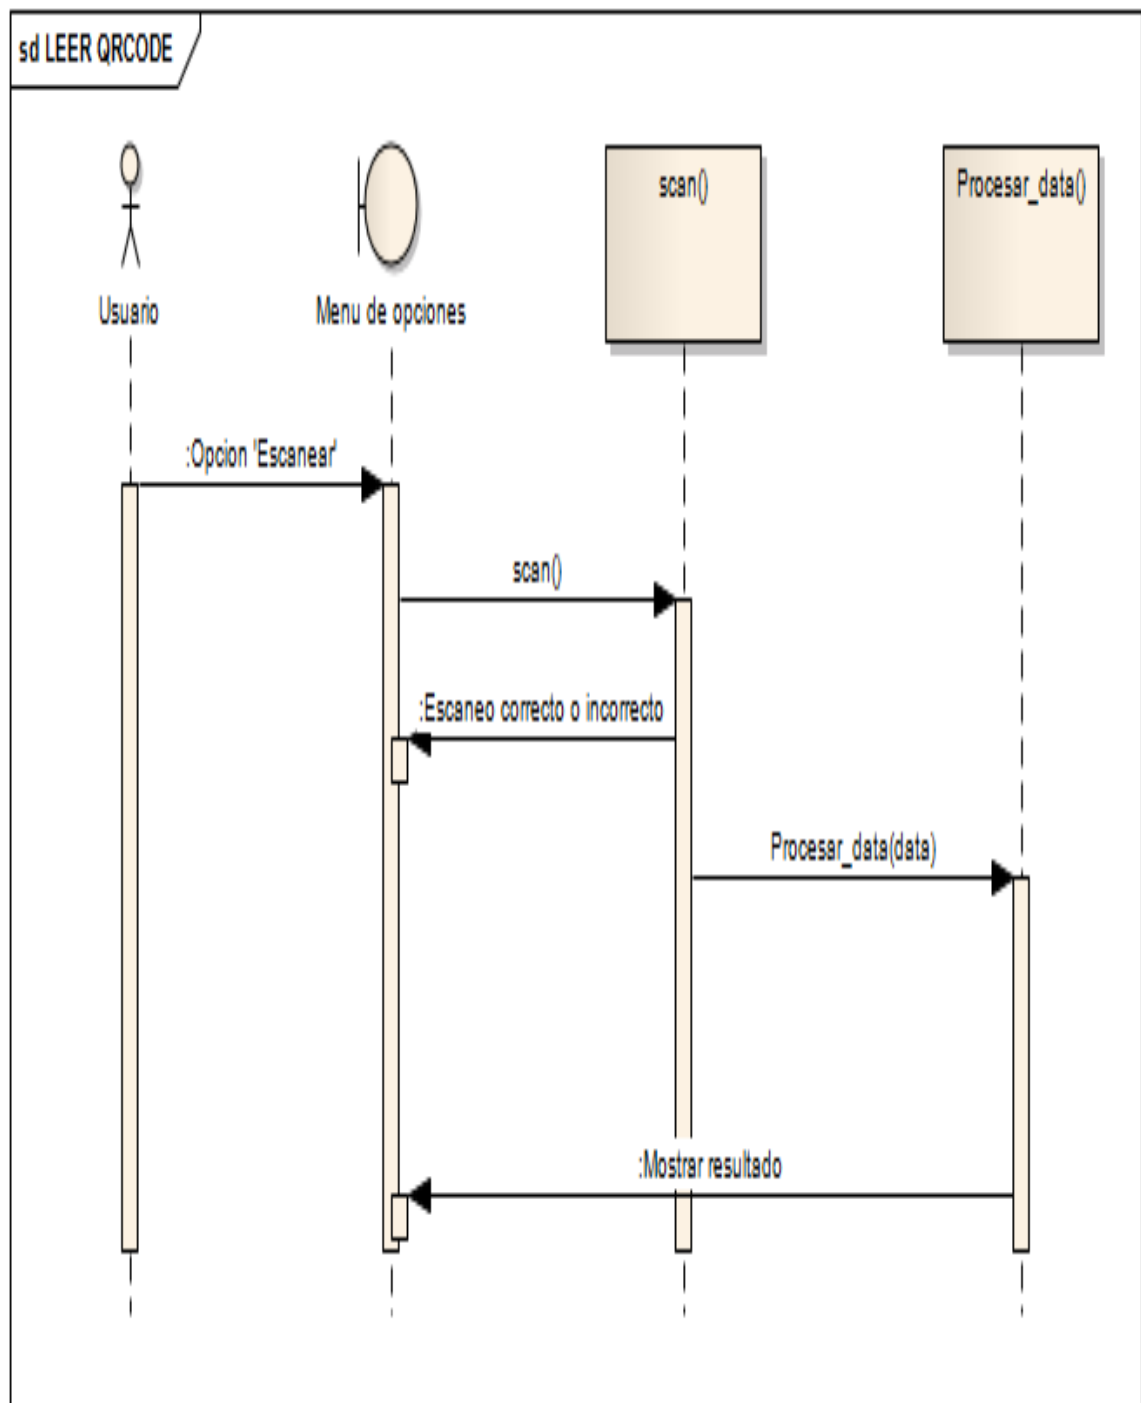 sd LEER QRCODE
scan()
Procesar_data()
Usuario
Menu de opciones
:Opcion 'Escanear'
scan()
:Escaneo correcto o incorrecto
Procesar_data(data)
:Mostrar resultado